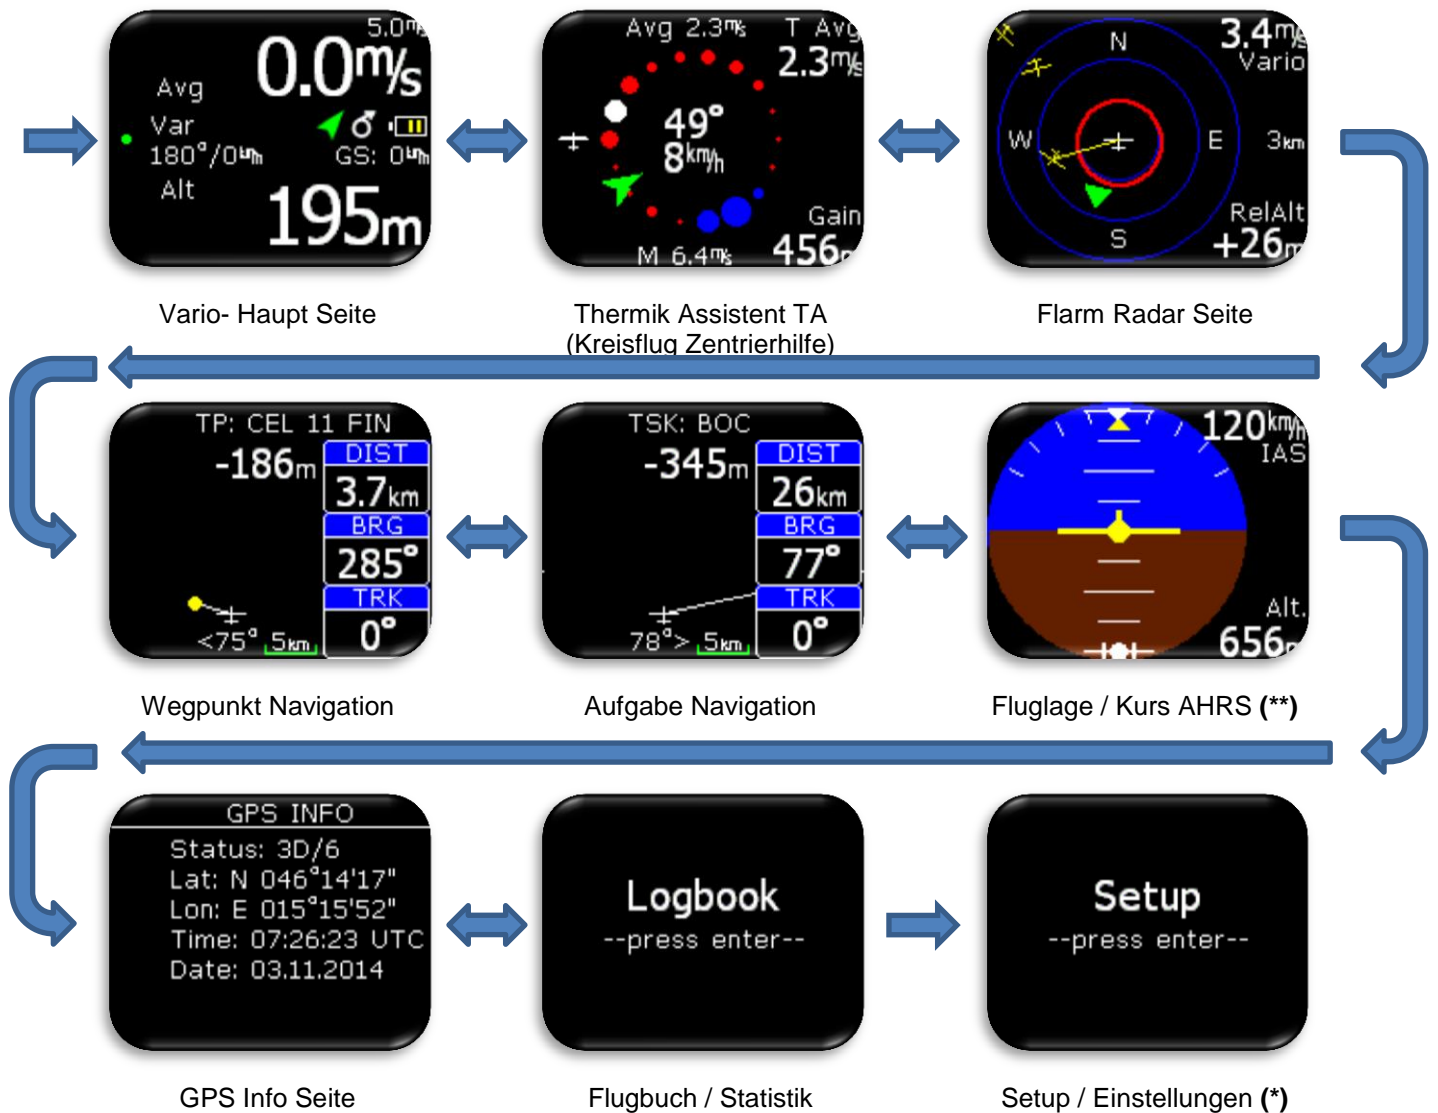 5.0m/s
0.0m/s
Avg
Var
180°/0km/h
GS: 0km/h
Alt
195m
Vario- Haupt Seite
Avg 2.3m/s
T Avg
2.3m/s
49°
8km/h
Gain
456m
M 6.4m/s
Thermik Assistent TA
(Kreisflug Zentrierhilfe)
3.4m/s
Vario
N
W
E
3km
S
RelAlt
+26m
Flarm Radar Seite
TP: CEL 11 FIN
-186m
DIST
3.7km
BRG
285°
TRK
0°
<75°
5km
Wegpunkt Navigation
TSK: BOC
-345m
DIST
26km
BRG
77°
TRK
0°
78°>
5km
Aufgabe Navigation
120km/h
IAS
Alt.
656m
Fluglage / Kurs AHRS (**)
GPS INFO
Status: 3D/6
Lat: N 046°14'17"
Lon: E 015°15'52"
Time: 07:26:23 UTC
Date: 03.11.2014
GPS Info Seite
Logbook
--press enter--
Flugbuch / Statistik
Setup
--press enter--
Setup / Einstellungen (*)